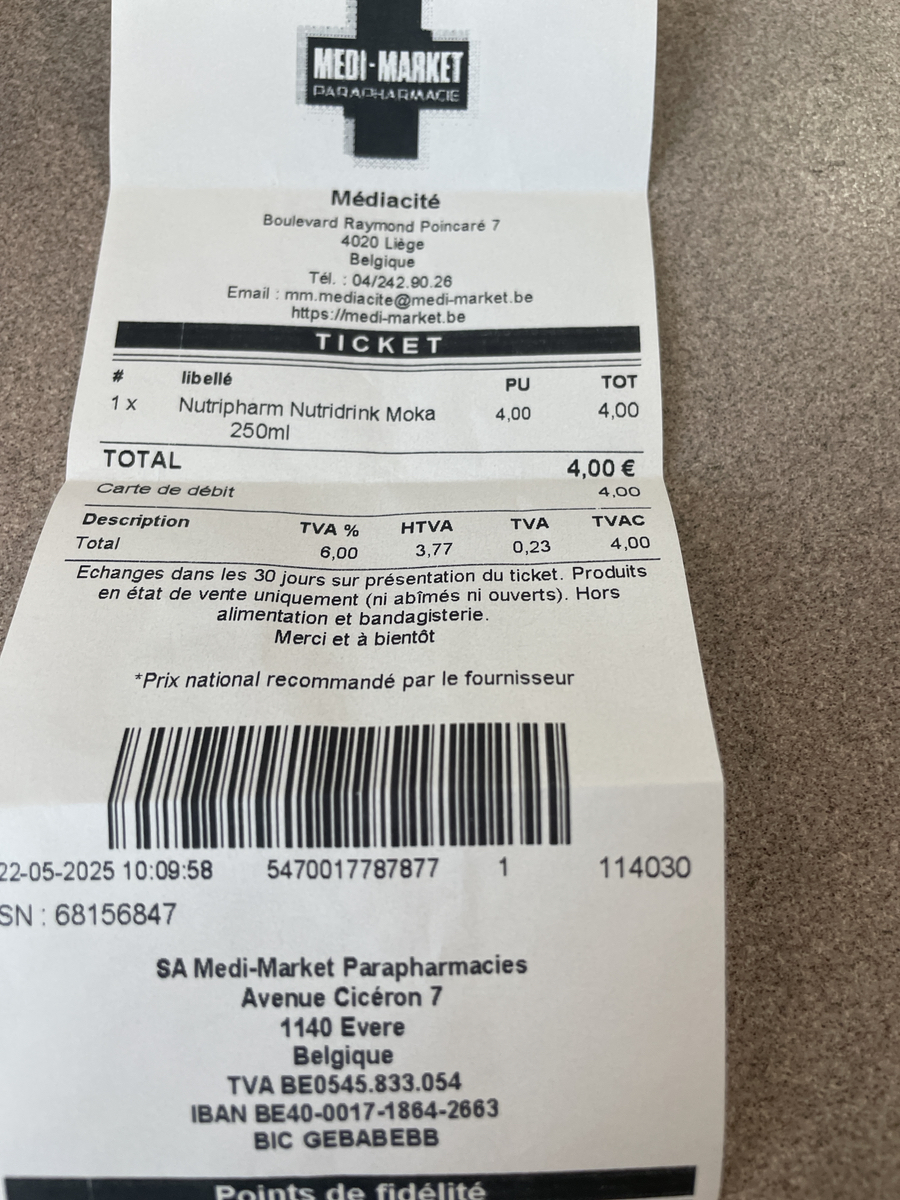 MEDI-MARKET
PARAPHARMACIE
Médiacité
Boulevard Raymond Poincaré 7
4020 Liège
Belgique
Tél. : 04/242.90.26
Email : mm.mediacite@medi-market.be
https://medi-market.be
TICKET
# libellé PU TOT
1 x Nutripharm Nutridrink Moka 4,00 4,00
250ml
TOTAL 4,00 €
Carte de débit 4,00
Description TVA % HTVA TVA TVAC
Total 6,00 3,77 0,23 4,00
Echanges dans les 30 jours sur présentation du ticket. Produits
en état de vente uniquement (ni abîmés ni ouverts). Hors
alimentation et bandagisterie.
Merci et à bientôt
*Prix national recommandé par le fournisseur
22-05-2025 10:09:58 5470017787877 1 114030
SN : 68156847
SA Medi-Market Parapharmacies
Avenue Cicéron 7
1140 Evere
Belgique
TVA BE0545.833.054
IBAN BE40-0017-1864-2663
BIC GEBABEBB
Points de fidélité